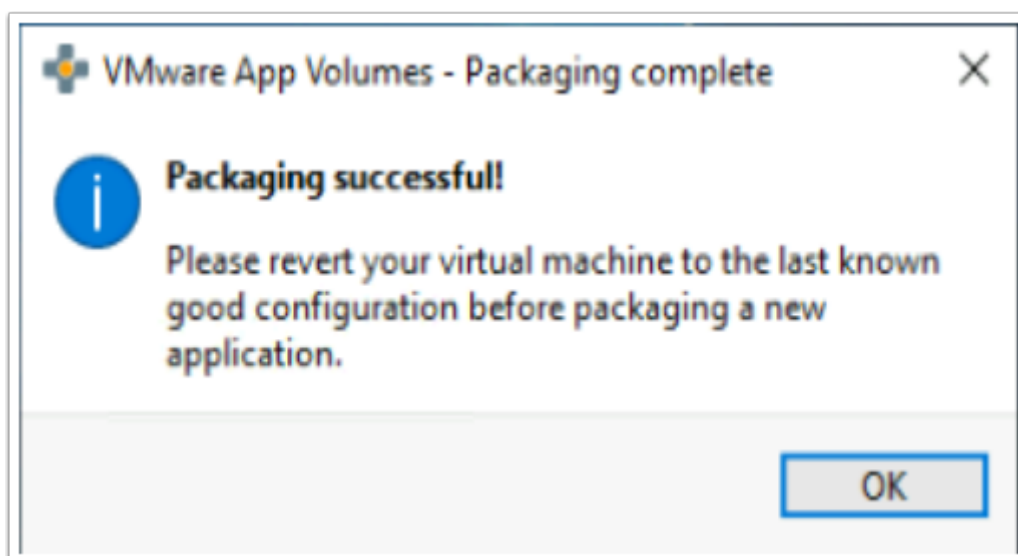 VMware App Volumes - Packaging complete
Packaging successful!
Please revert your virtual machine to the last known
good configuration before packaging a new
application.
OK